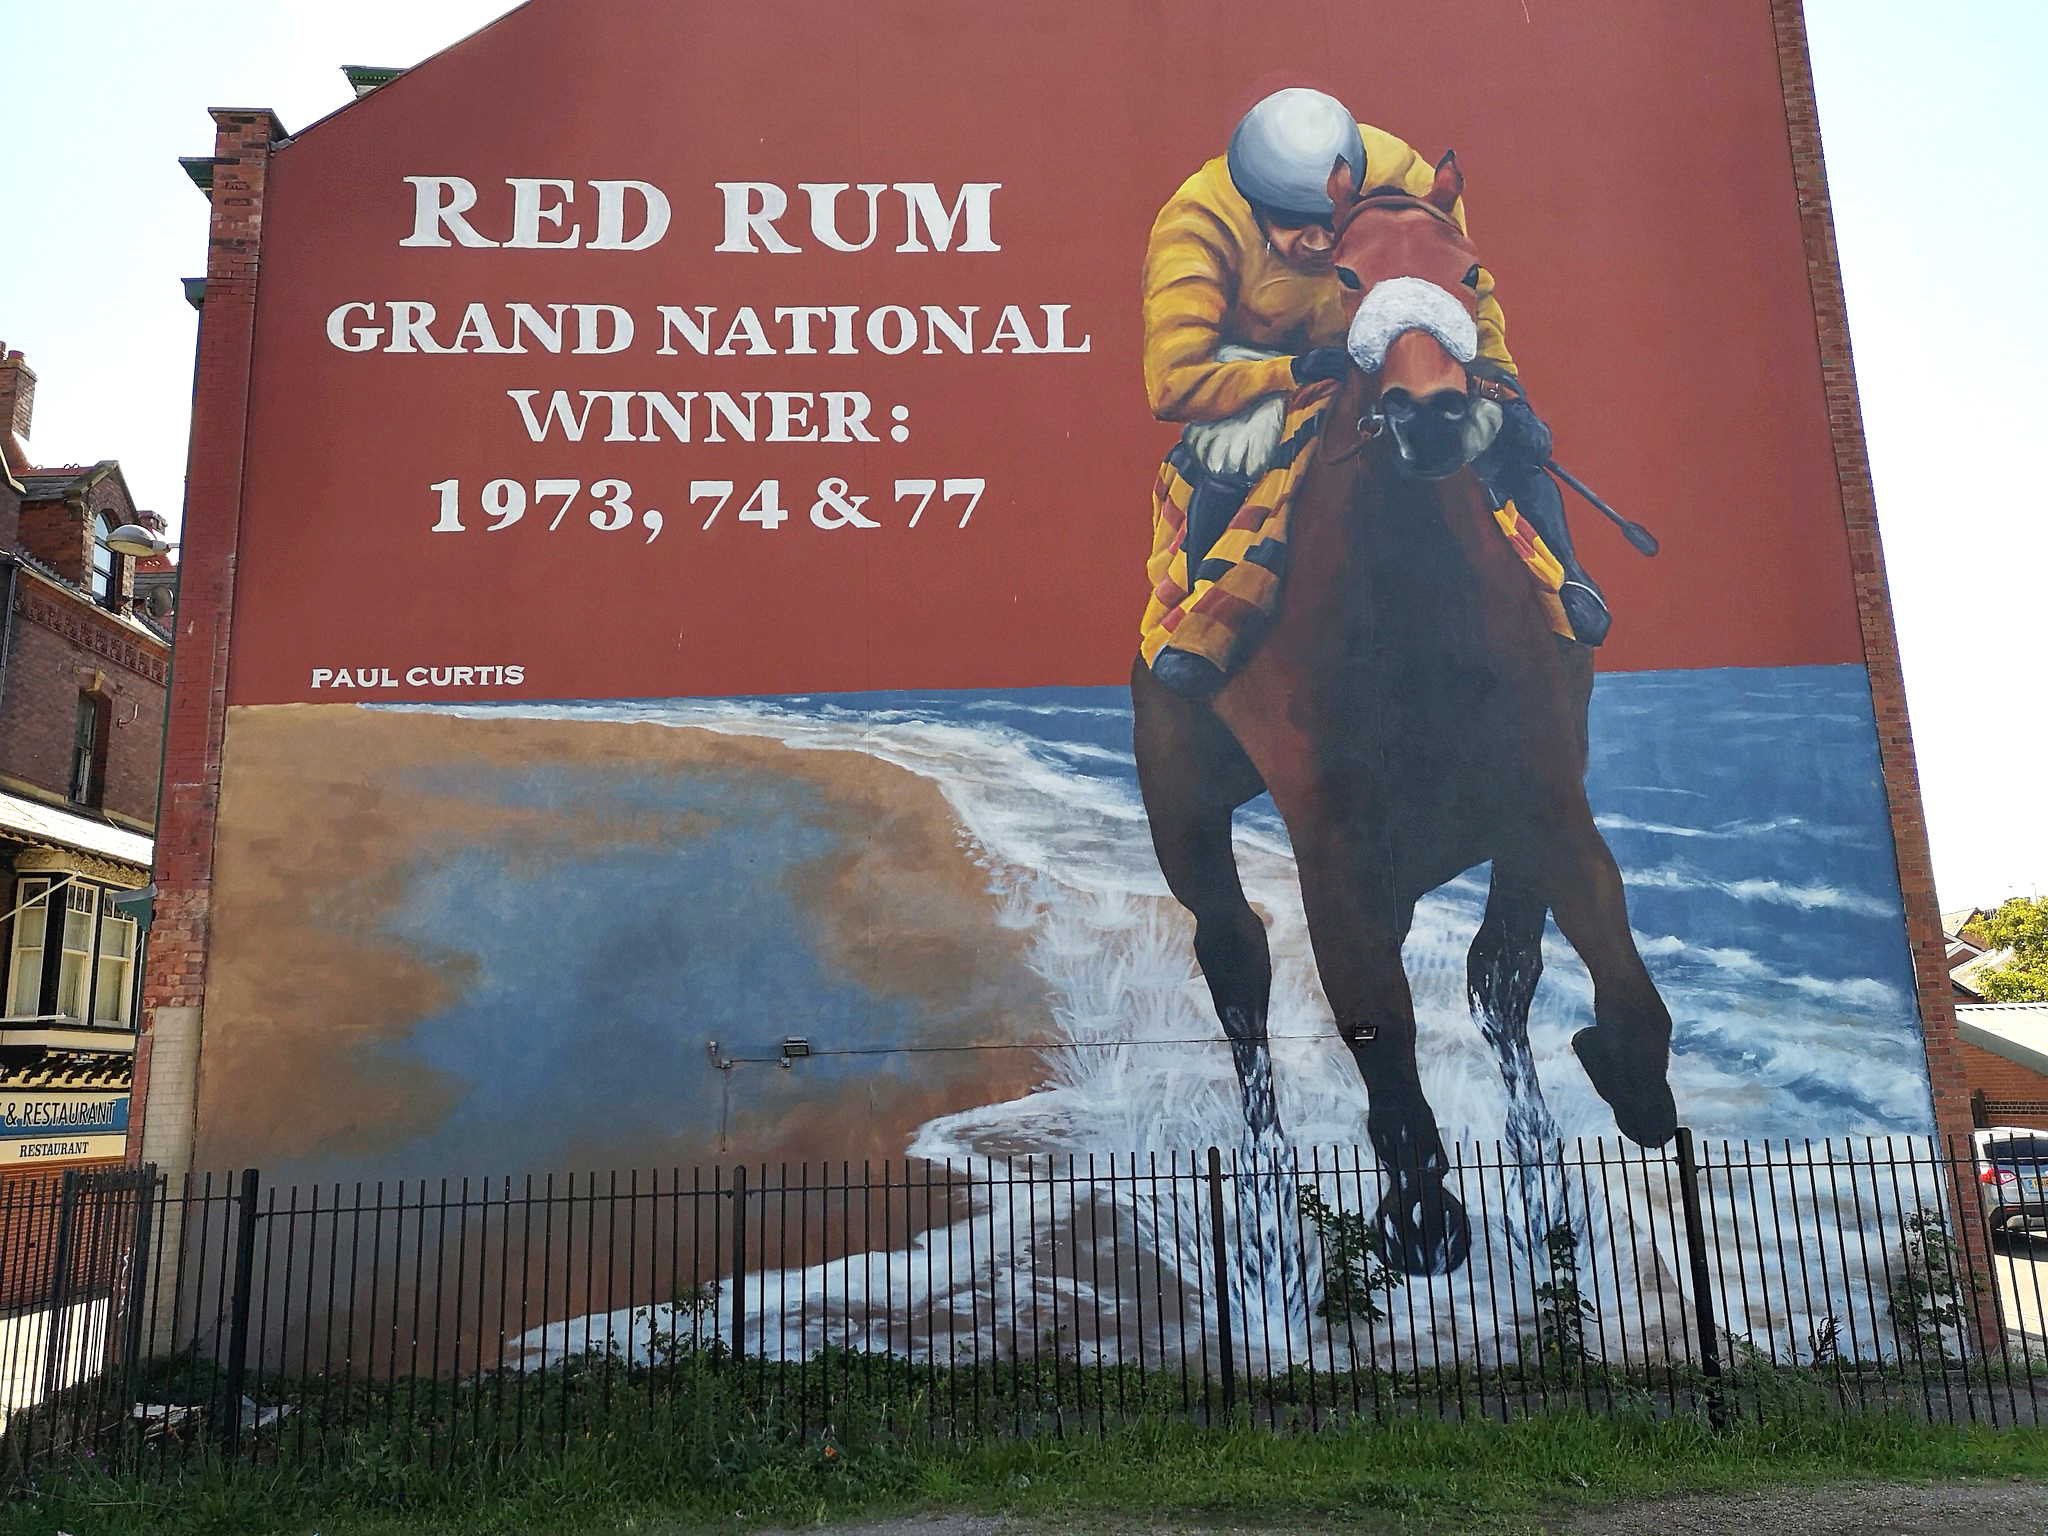 RED RUM
GRAND NATIONAL
WINNER:
1973, 74 & 77
PAUL CURTIS
& RESTAURANT
RESTAURANT